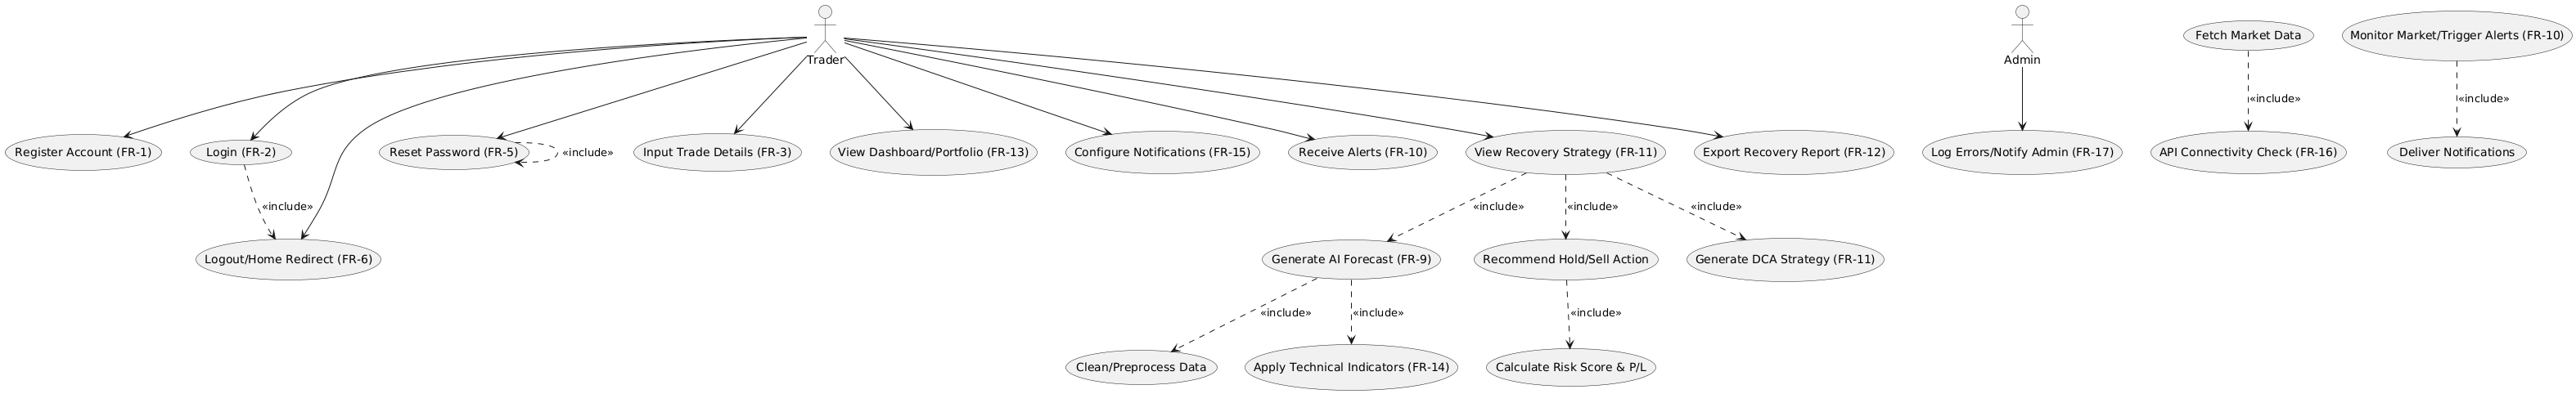 Trader
Admin
Fetch Market Data
Monitor Market/Trigger Alerts (FR-10)
«include»
«include»
Register Account (FR-1)
Login (FR-2)
Reset Password (FR-5)
«include»
Input Trade Details (FR-3)
View Dashboard/Portfolio (FR-13)
Configure Notifications (FR-15)
Receive Alerts (FR-10)
View Recovery Strategy (FR-11)
Export Recovery Report (FR-12)
Log Errors/Notify Admin (FR-17)
API Connectivity Check (FR-16)
Deliver Notifications
«include»
«include»
«include»
«include»
Logout/Home Redirect (FR-6)
Generate AI Forecast (FR-9)
Recommend Hold/Sell Action
Generate DCA Strategy (FR-11)
«include»
«include»
«include»
Clean/Preprocess Data
Apply Technical Indicators (FR-14)
Calculate Risk Score & P/L